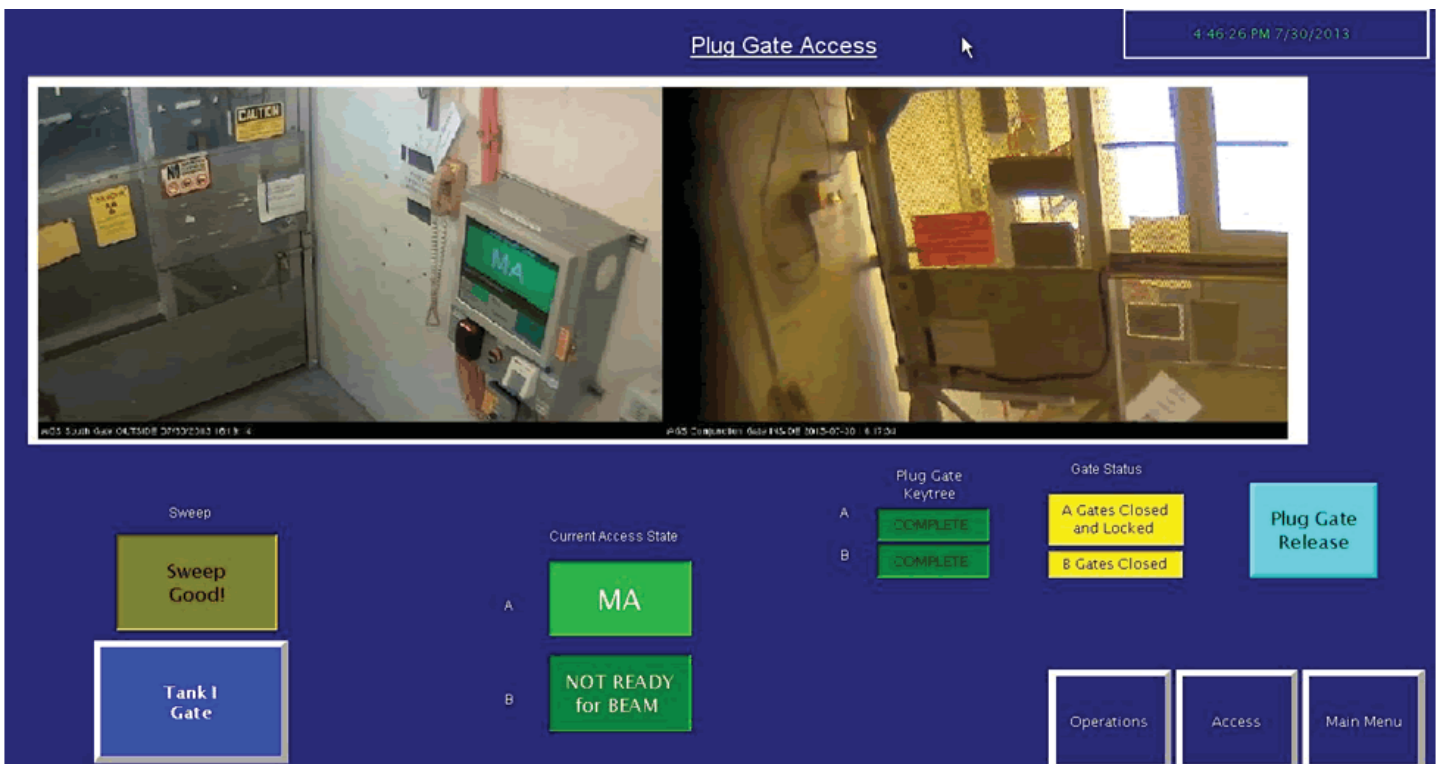 Plug Gate Access
4:46:26 PM 7/30/2013
CAUTION
MA
Sweep
Sweep
Good!
Tank I
Gate
Current Access State
A
MA
B
NOT READY
for BEAM
Plug Gate
Keytree
A
COMPLETE
B
COMPLETE
Gate Status
A Gates Closed
and Locked
B Gates Closed
Plug Gate
Release
Operations
Access
Main Menu